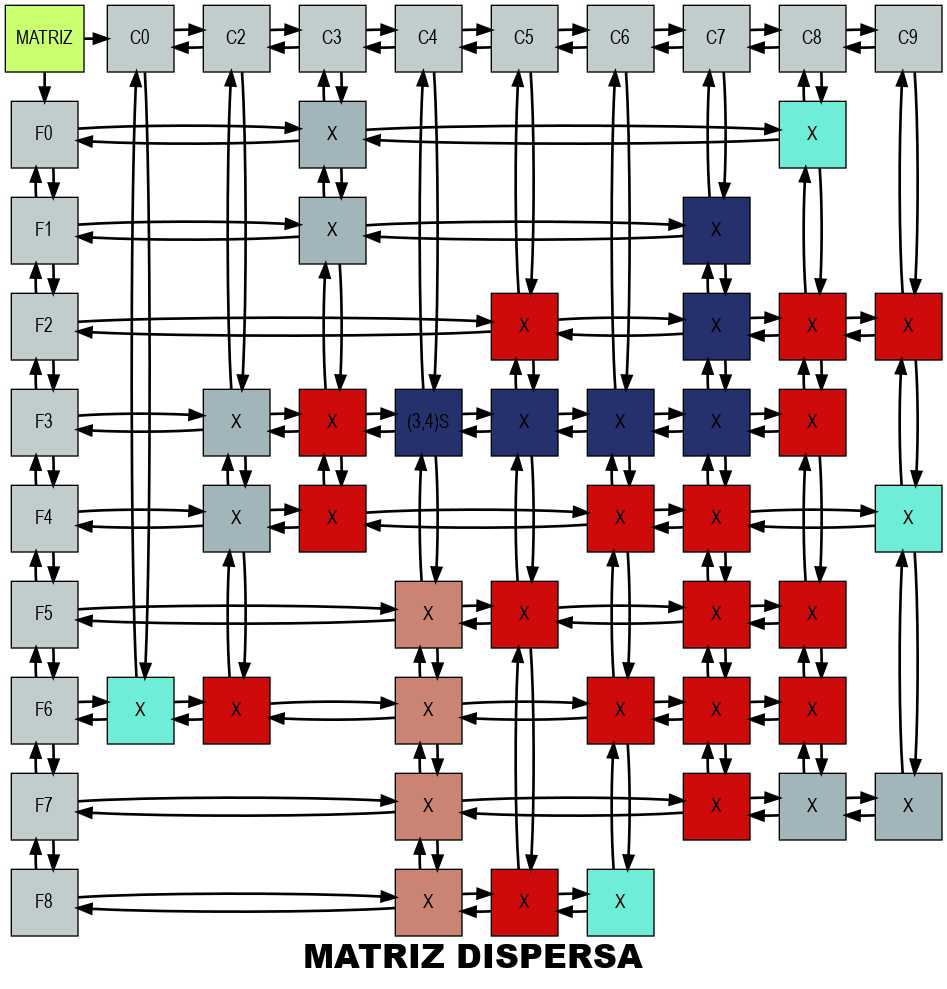 MATRIZ C0 C2 C3 C4 C5 C6 C7 C8 C9
F0 X X
F1 X X
F2 X X X X
F3 X X (3,4)S X X X X
F4 X X X X X
F5 X X X X
F6 X X X X X X
F7 X X X X
F8 X X X
MATRIZ DISPERSA